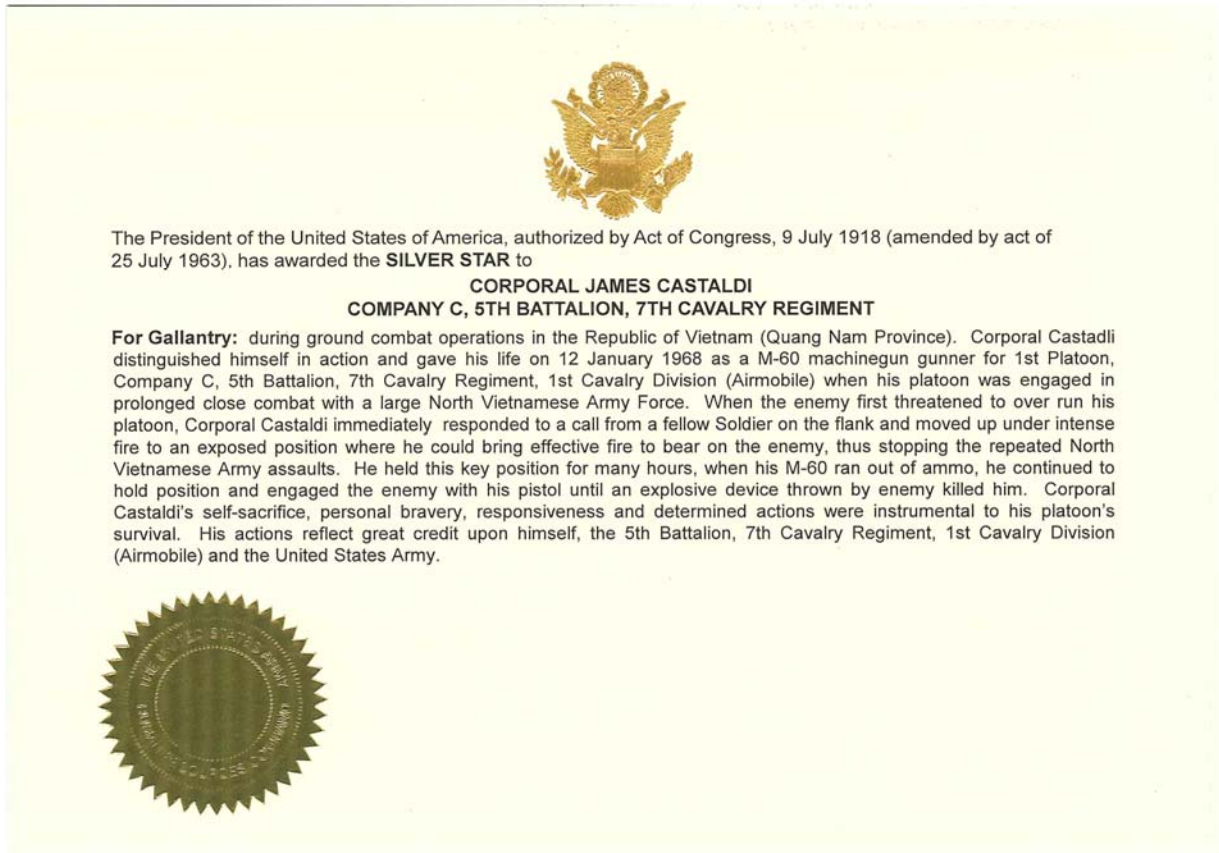 The President of the United States of America, authorized by Act of Congress, 9 July 1918 (amended by act of
25 July 1963), has awarded the SILVER STAR to
CORPORAL JAMES CASTALDI
COMPANY C, 5TH BATTALION, 7TH CAVALRY REGIMENT
For Gallantry: during ground combat operations in the Republic of Vietnam (Quang Nam Province). Corporal Castadli
distinguished himself in action and gave his life on 12 January 1968 as a M-60 machinegun gunner for 1st Platoon,
Company C, 5th Battalion, 7th Cavalry Regiment, 1st Cavalry Division (Airmobile) when his platoon was engaged in
prolonged close combat with a large North Vietnamese Army Force. When the enemy first threatened to over run his
platoon, Corporal Castaldi immediately responded to a call from a fellow Soldier on the flank and moved up under intense
fire to an exposed position where he could bring effective fire to bear on the enemy, thus stopping the repeated North
Vietnamese Army assaults. He held this key position for many hours, when his M-60 ran out of ammo, he continued to
hold position and engaged the enemy with his pistol until an explosive device thrown by enemy killed him. Corporal
Castaldi's self-sacrifice, personal bravery, responsiveness and determined actions were instrumental to his platoon's
survival. His actions reflect great credit upon himself, the 5th Battalion, 7th Cavalry Regiment, 1st Cavalry Division
(Airmobile) and the United States Army.
THE UNITED STATES ARMY